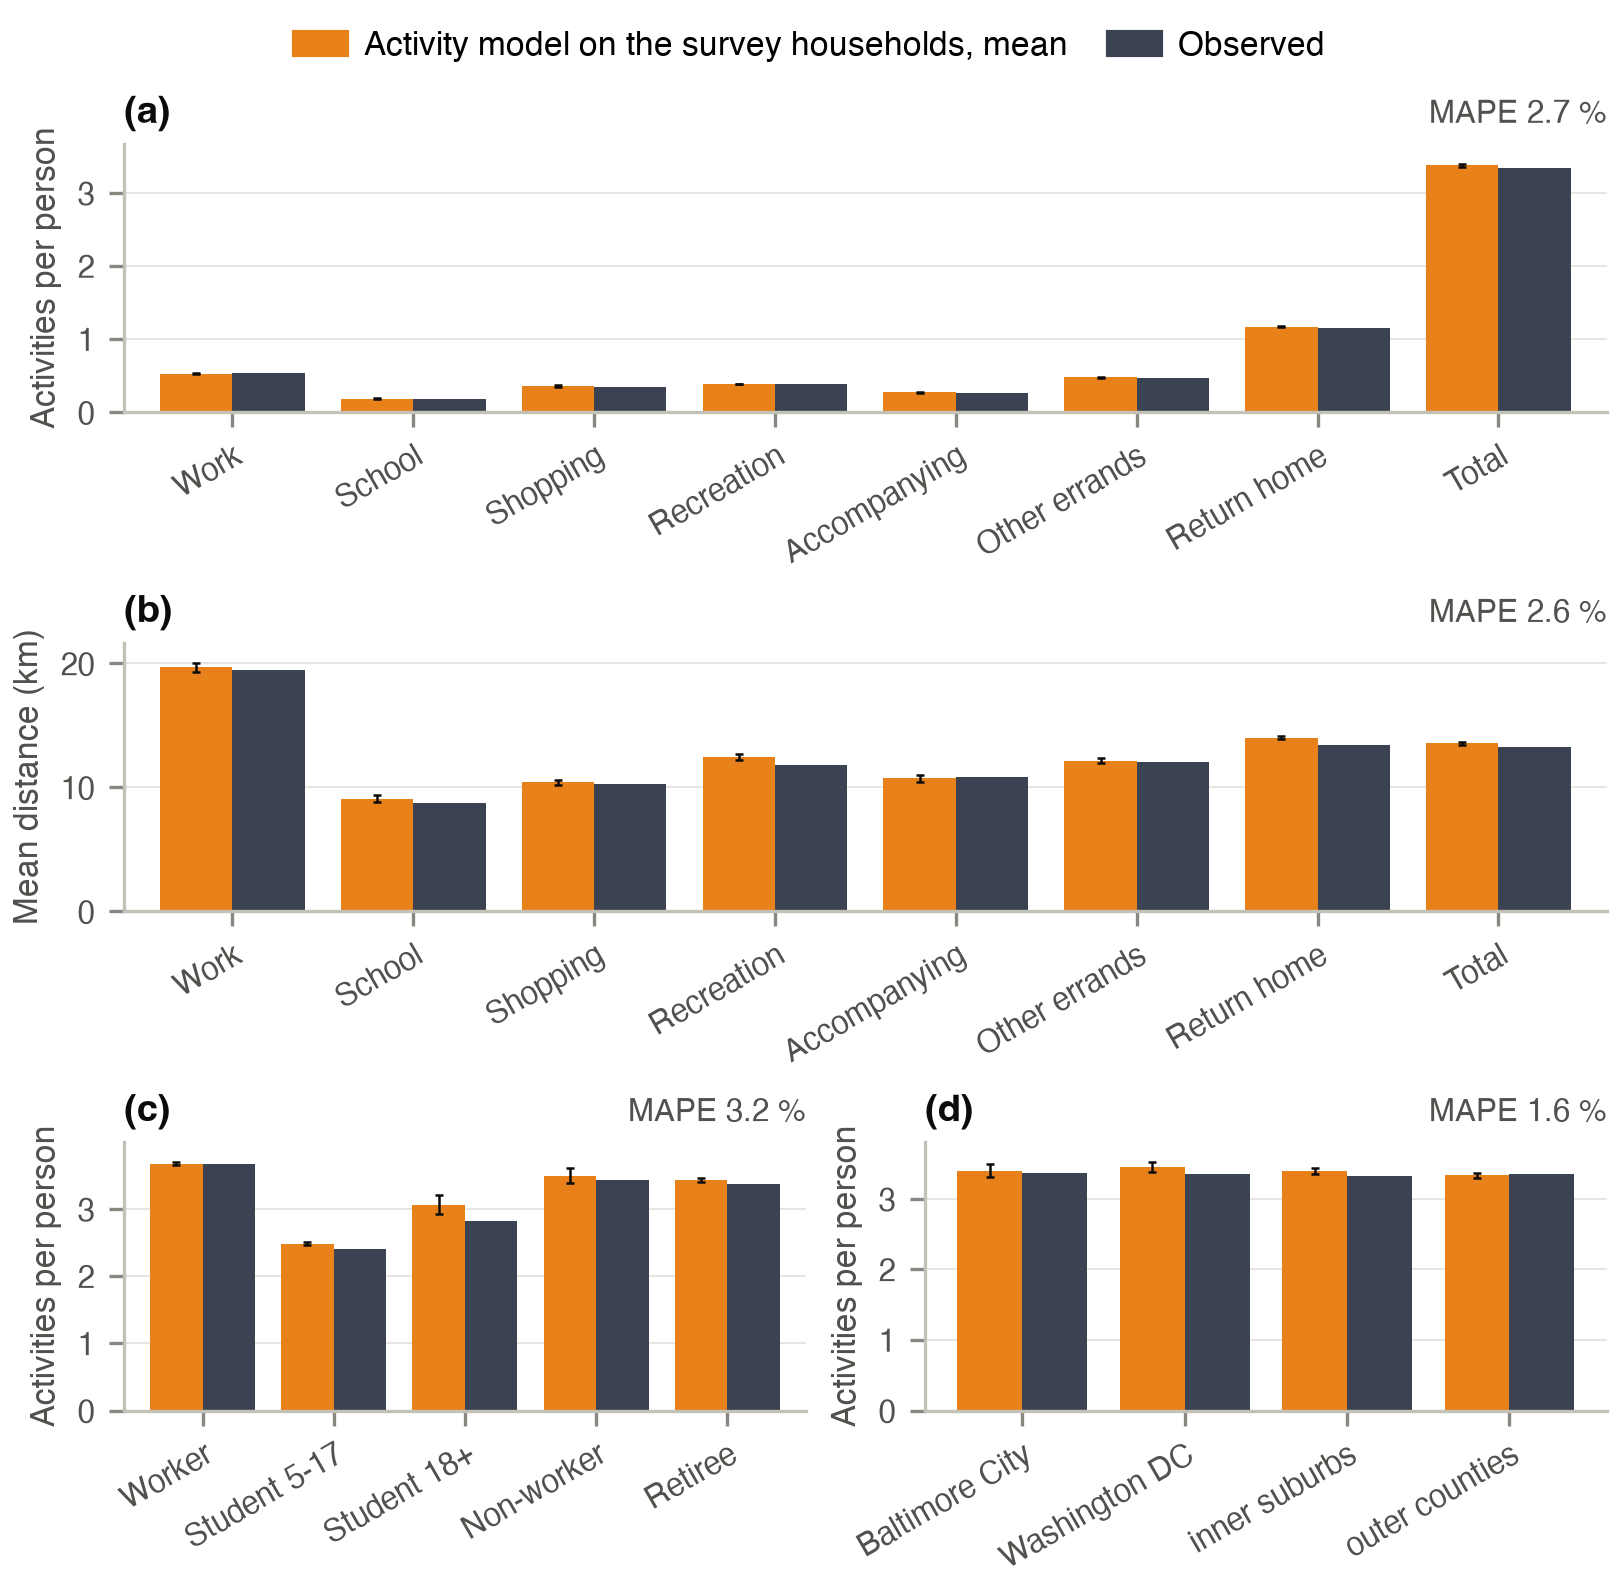 Activity model on the survey households, mean Observed
(a) MAPE 2.7 %
Activities per person
3
2
1
0
Work School Shopping Recreation Accompanying Other errands Return home Total
(b) MAPE 2.6 %
Mean distance (km)
20
10
0
Work School Shopping Recreation Accompanying Other errands Return home Total
(c) MAPE 3.2 %
Activities per person
3
2
1
0
Worker Student 5-17 Student 18+ Non-worker Retiree
(d) MAPE 1.6 %
Activities per person
3
2
1
0
Baltimore City Washington DC inner suburbs outer counties